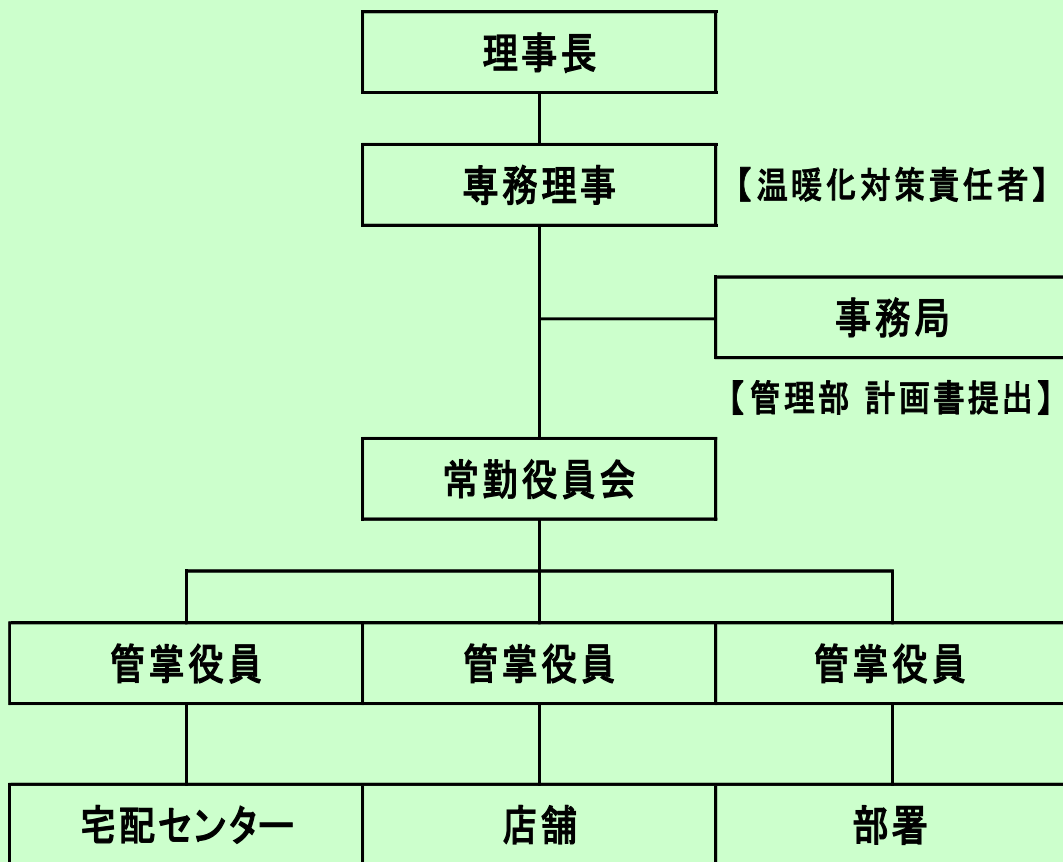 理事長
専務理事
【温暖化対策責任者】
事務局
【管理部 計画書提出】
常勤役員会
管掌役員
管掌役員
管掌役員
宅配センター
店舗
部署